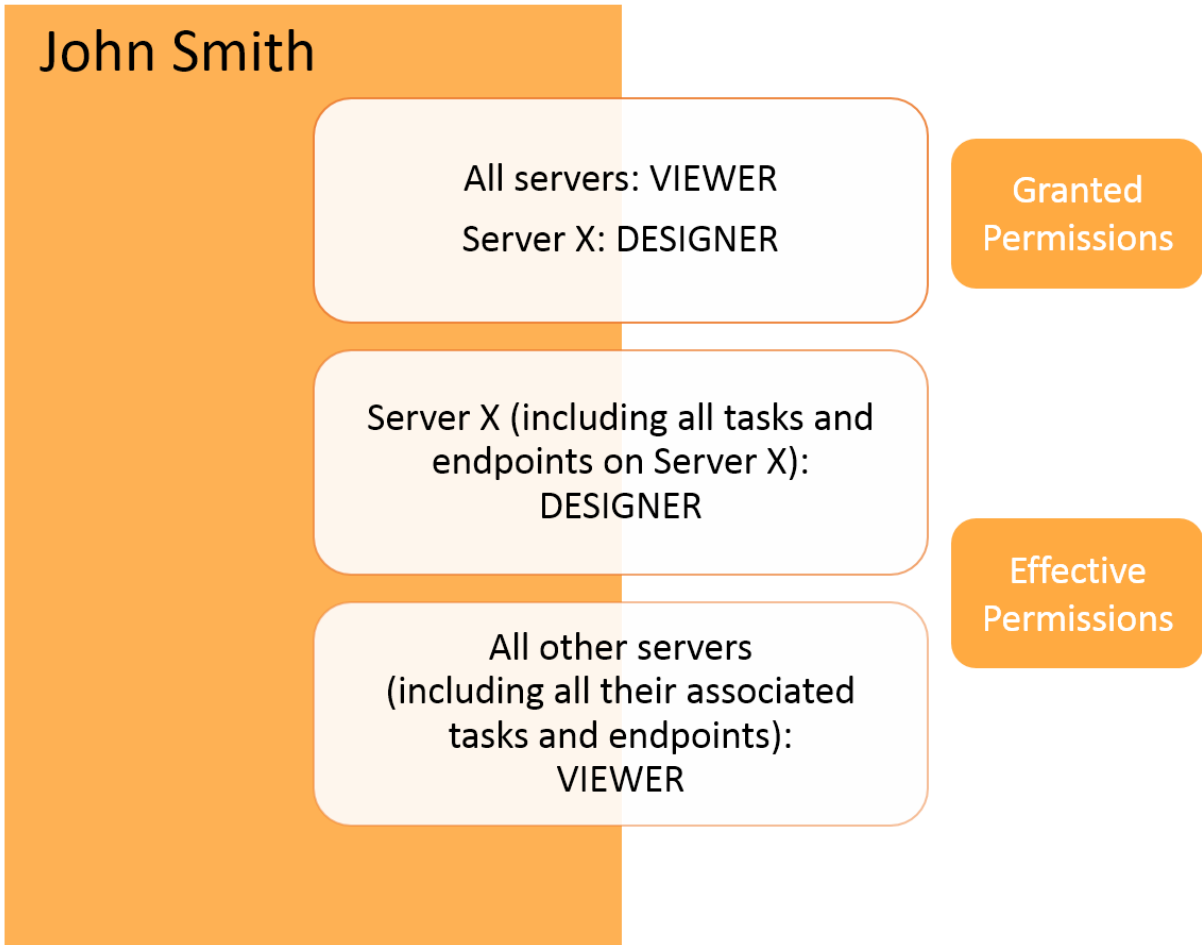 John Smith
All servers: VIEWER
Server X: DESIGNER
Granted
Permissions
Server X (including all tasks and
endpoints on Server X):
DESIGNER
Effective
Permissions
All other servers
(including all their associated
tasks and endpoints):
VIEWER